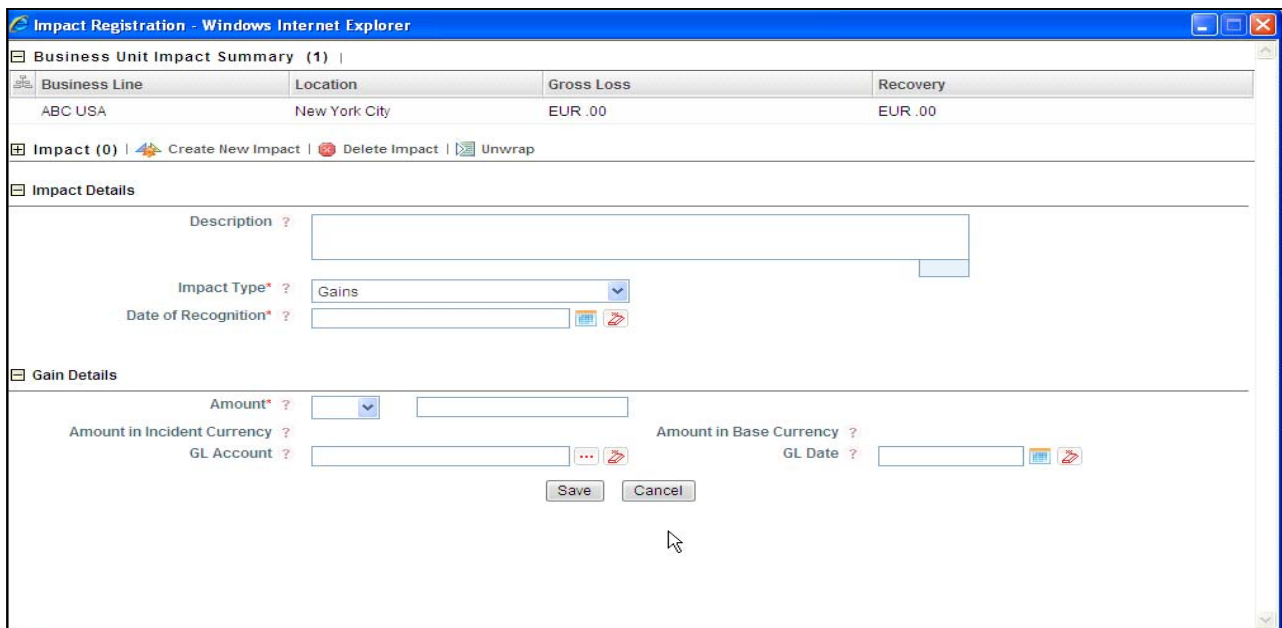 Impact Registration - Windows Internet Explorer
Business Unit Impact Summary (1) |
Business Line Location Gross Loss Recovery
ABC USA New York City EUR .00 EUR .00
Impact (0) | Create New Impact | Delete Impact | Unwrap
Impact Details
Description ?
Impact Type* ? Gains
Date of Recognition* ?
Gain Details
Amount* ?
Amount in Incident Currency ? Amount in Base Currency ?
GL Account ? ... GL Date ?
Save Cancel